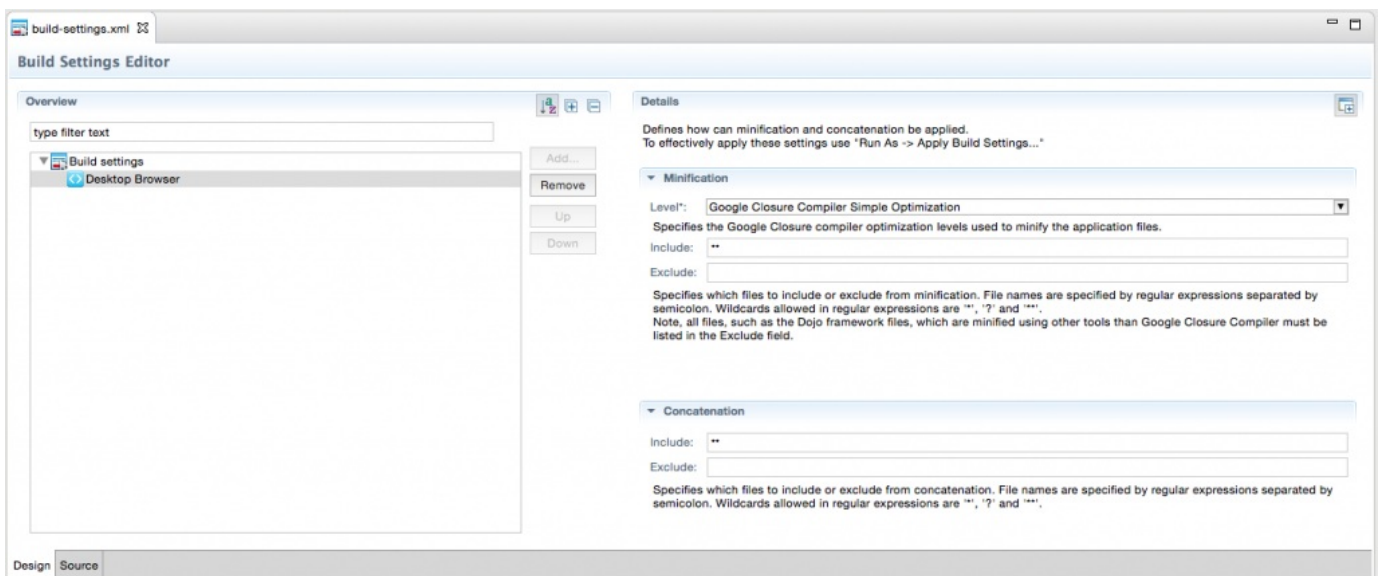 build-settings.xml
Build Settings Editor
Overview
type filter text
Build settings
Desktop Browser
Add...
Remove
Up
Down
Details
Defines how can minification and concatenation be applied.
To effectively apply these settings use "Run As -> Apply Build Settings..."
Minification
Level*: Google Closure Compiler Simple Optimization
Specifies the Google Closure compiler optimization levels used to minify the application files.
Include: **
Exclude:
Specifies which files to include or exclude from minification. File names are specified by regular expressions separated by
semicolon. Wildcards allowed in regular expressions are '*', '?' and '**'.
Note, all files, such as the Dojo framework files, which are minified using other tools than Google Closure Compiler must be
listed in the Exclude field.
Concatenation
Include: **
Exclude:
Specifies which files to include or exclude from concatenation. File names are specified by regular expressions separated by
semicolon. Wildcards allowed in regular expressions are '*', '?' and '**'.
Design Source